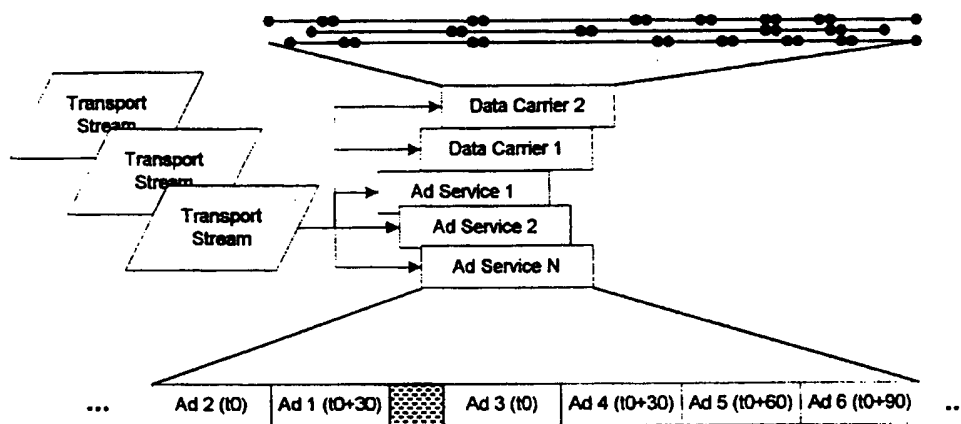 Data Carrier 2
Transport
Stream
Data Carrier 1
Transport
Stream
Ad Service 1
Transport
Stream
Ad Service 2
Ad Service N
... Ad 2 (t0) Ad 1 (t0+30) Ad 3 (t0) Ad 4 (t0+30) Ad 5 (t0+60) Ad 6 (t0+90) ..